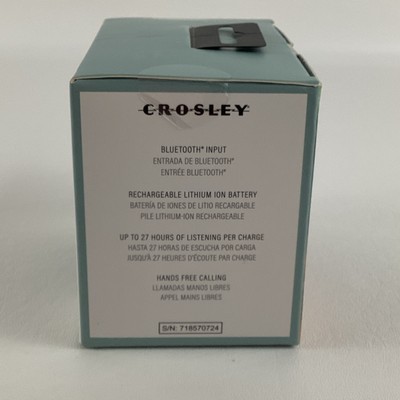 CROSLEY
BLUETOOTH® INPUT
ENTRADA DE BLUETOOTH®
ENTRÉE BLUETOOTH®
RECHARGEABLE LITHIUM ION BATTERY
BATERÍA DE IONES DE LITIO RECARGABLE
PILE LITHIUM-ION RECHARGEABLE
UP TO 27 HOURS OF LISTENING PER CHARGE
HASTA 27 HORAS DE ESCUCHA POR CARGA
JUSQU'À 27 HEURES D'ÉCOUTE PAR CHARGE
HANDS FREE CALLING
LLAMADAS MANOS LIBRES
APPEL MAINS LIBRES
S/N: 718570724